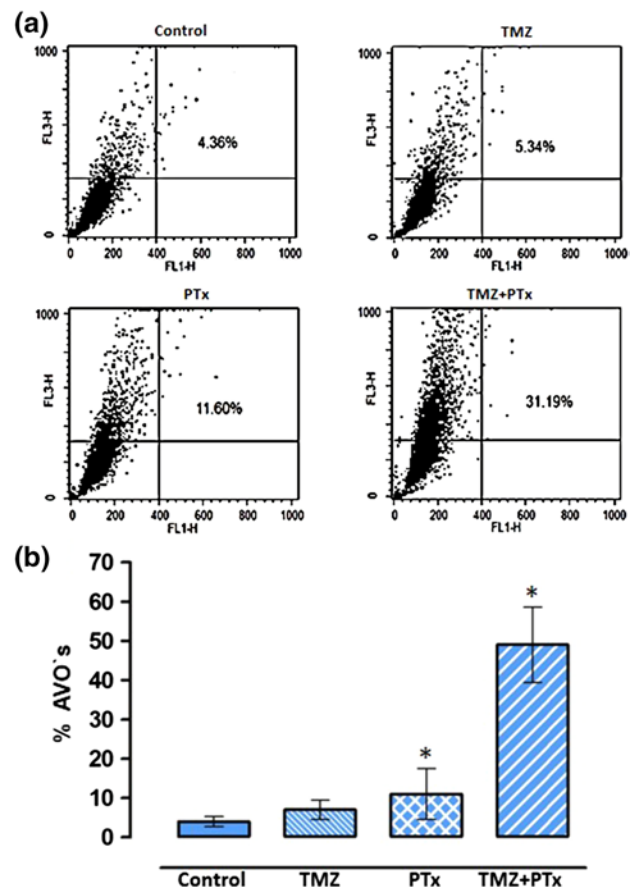 (a)
Control
TMZ
1000
FL3-H
4.36%
0
0 200 400 600 800 1000
FL1-H
1000
FL3-H
5.34%
0
0 200 400 600 800 1000
FL1-H
PTx
TMZ+PTx
1000
FL3-H
11.60%
0
0 200 400 600 800 1000
FL1-H
1000
FL3-H
31.19%
0
0 200 400 600 800 1000
FL1-H
(b)
% AVO`s
70
60
50
40
30
20
10
0
*
*
Control TMZ PTx TMZ+PTx